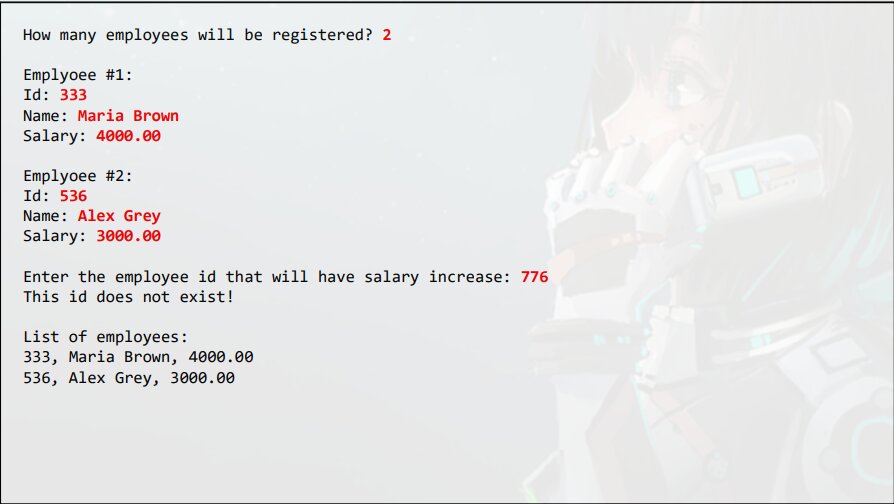 How many employees will be registered? 2
Emplyoee #1:
Id: 333
Name: Maria Brown
Salary: 4000.00
Emplyoee #2:
Id: 536
Name: Alex Grey
Salary: 3000.00
Enter the employee id that will have salary increase: 776
This id does not exist!
List of employees:
333, Maria Brown, 4000.00
536, Alex Grey, 3000.00